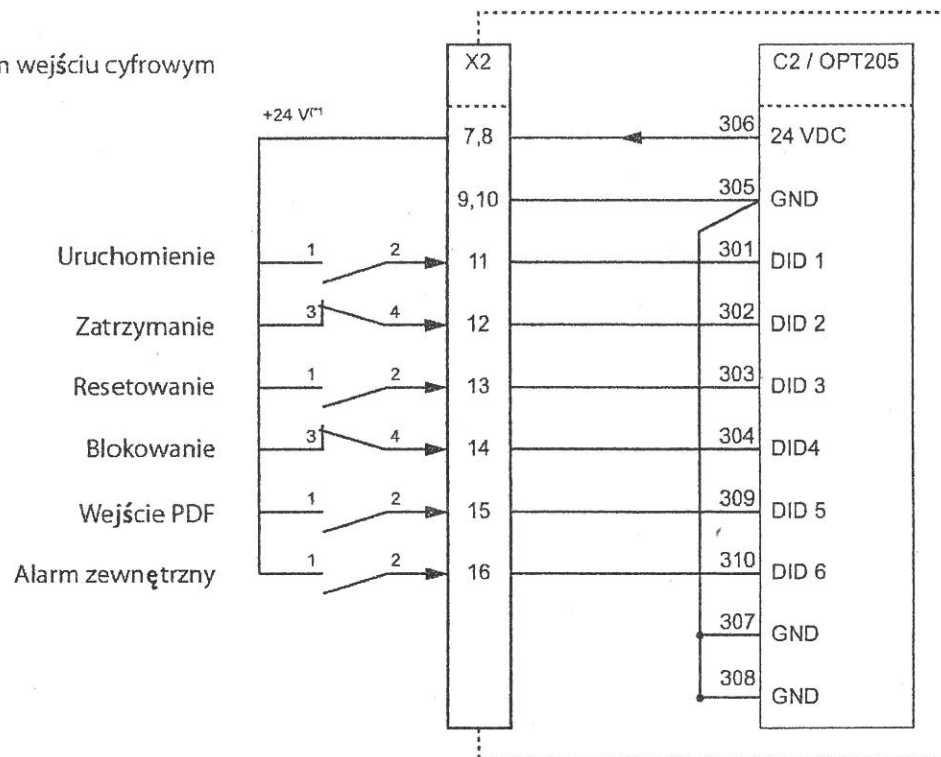 wejściu cyfrowym
X2
C2 / OPT205
+24 V
7,8
306
24 VDC
9,10
305
GND
Uruchomienie
1
2
11
301
DID 1
Zatrzymanie
3
4
12
302
DID 2
Resetowanie
1
2
13
303
DID 3
Blokowanie
3
4
14
304
DID4
Wejście PDF
1
2
15
309
DID 5
Alarm zewnętrzny
1
2
16
310
DID 6
307
GND
308
GND